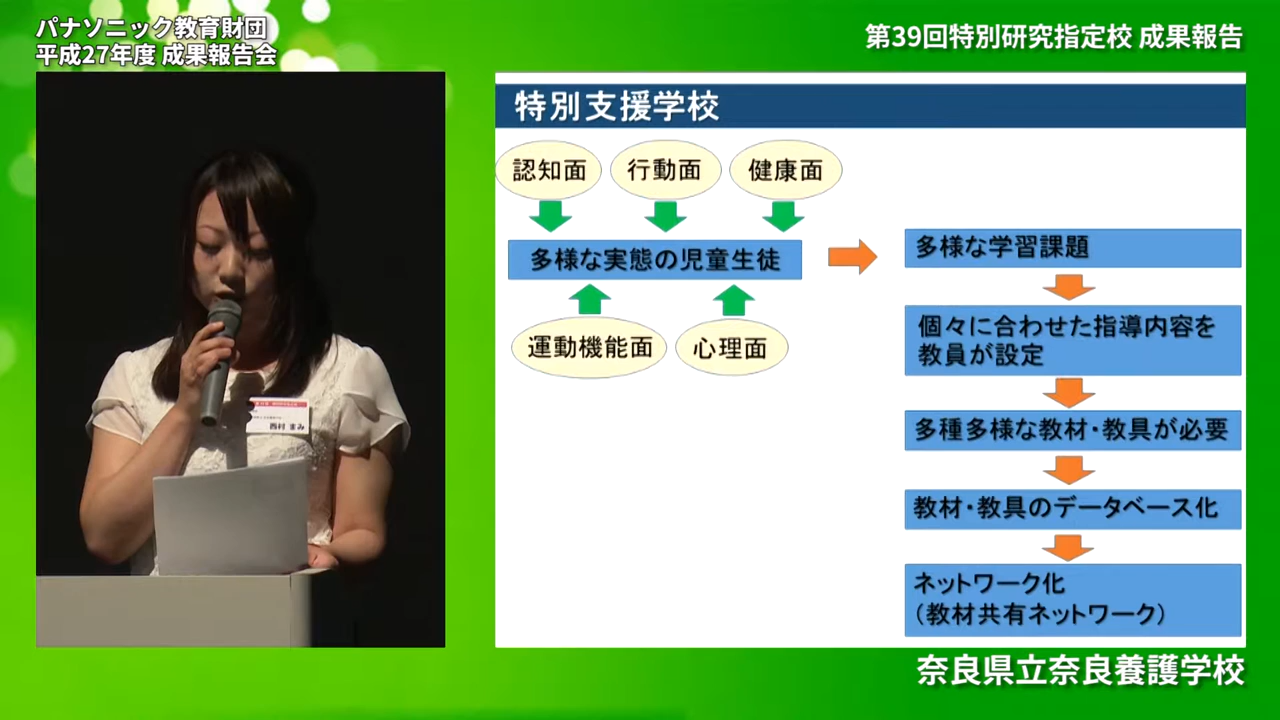 パナソニック教育財団
平成27年度 成果報告会
第39回特別研究指定校 成果報告
西村 まみ
特別支援学校
認知面
行動面
健康面
多様な実態の児童生徒
運動機能面
心理面
多様な学習課題
個々に合わせた指導内容を
教員が設定
多種多様な教材・教具が必要
教材・教具のデータベース化
ネットワーク化
（教材共有ネットワーク）
奈良県立奈良養護学校